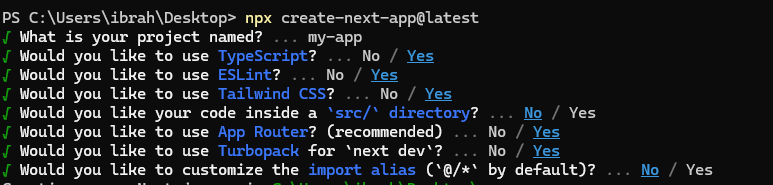 PS C:\Users\ibrah\Desktop> npx create-next-app@latest
√ What is your project named? ... my-app
√ Would you like to use TypeScript? ... No / Yes
√ Would you like to use ESLint? ... No / Yes
√ Would you like to use Tailwind CSS? ... No / Yes
√ Would you like your code inside a `src/` directory? ... No / Yes
√ Would you like to use App Router? (recommended) ... No / Yes
√ Would you like to use Turbopack for `next dev`? ... No / Yes
√ Would you like to customize the import alias (`@/*` by default)? ... No / Yes